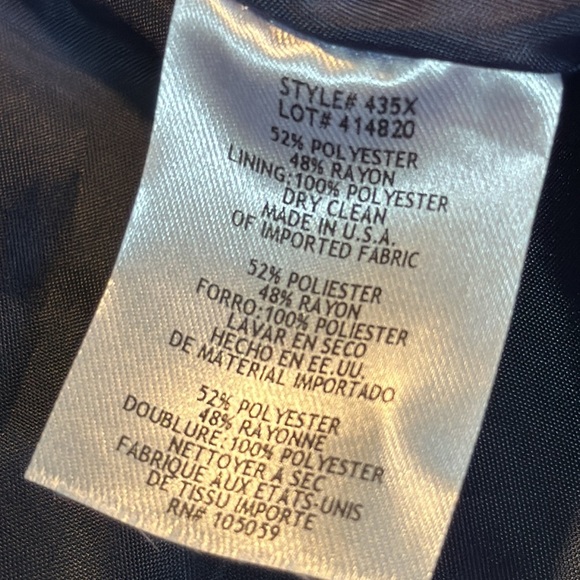 STYLE# 435X
LOT# 414820
52% POLYESTER
48% RAYON
LINING:100% POLYESTER
DRY CLEAN
MADE IN U.S.A.
OF IMPORTED FABRIC
52% POLIESTER
48% RAYON
FORRO:100% POLIESTER
LAVAR EN SECO
HECHO EN EE.UU.
DE MATERIAL IMPORTADO
52% POLYESTER
48% RAYONNE
DOUBLURE:100% POLYESTER
NETTOYER A SEC
FABRIQUE AUX ETATS-UNIS
DE TISSU IMPORTE
RN# 105059